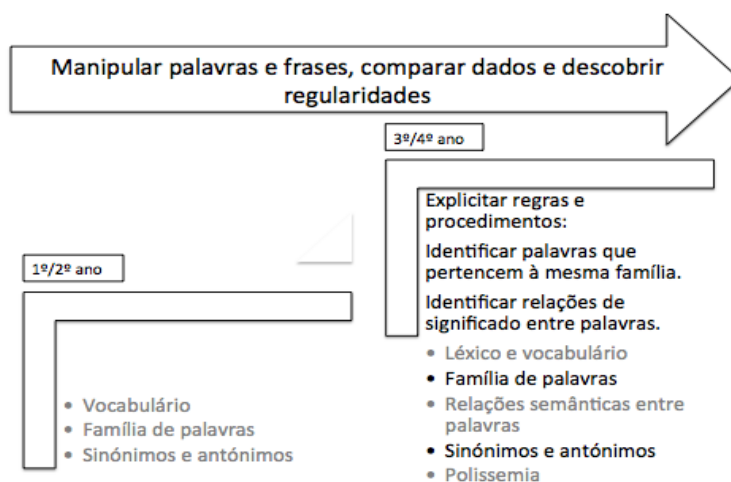 Manipular palavras e frases, comparar dados e descobrir
regularidades
3º/4º ano
Explicitar regras e
procedimentos:
Identificar palavras que
pertencem à mesma família.
Identificar relações de
significado entre palavras.
• Léxico e vocabulário
• Família de palavras
• Relações semânticas entre
palavras
• Sinónimos e antónimos
• Polissemia
1º/2º ano
• Vocabulário
• Família de palavras
• Sinónimos e antónimos